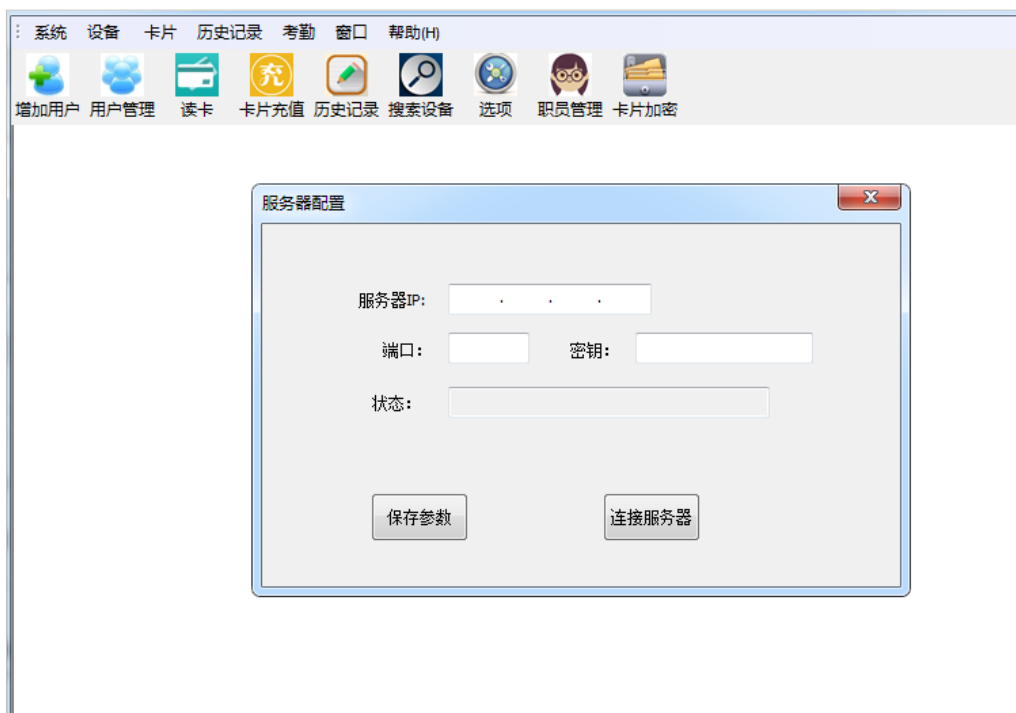 系统 设备 卡片 历史记录 考勤 窗口 帮助(H)
充
增加用户 用户管理 读卡 卡片充值 历史记录 搜索设备 选项 职员管理 卡片加密
服务器配置
服务器IP: . . .
端口： 密钥：
状态：
保存参数 连接服务器